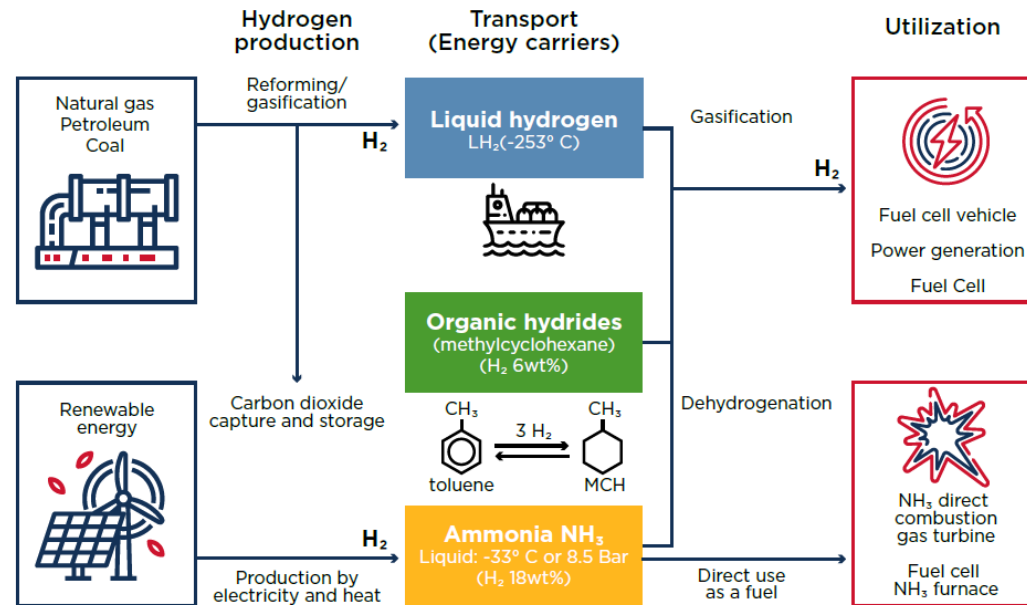 Hydrogen
production
Transport
(Energy carriers)
Utilization
Natural gas
Petroleum
Coal
Reforming/
gasification
H₂
Liquid hydrogen
LH₂(-253° C)
Gasification
H₂
Fuel cell vehicle
Power generation
Fuel Cell
Organic hydrides
(methylcyclohexane)
(H₂ 6wt%)
Renewable
energy
Carbon dioxide
capture and storage
CH₃
toluene
3 H₂
CH₃
MCH
Dehydrogenation
H₂
Production by
electricity and heat
Ammonia NH₃
Liquid: -33° C or 8.5 Bar
(H₂ 18wt%)
Direct use
as a fuel
NH₃ direct
combustion
gas turbine
Fuel cell
NH₃ furnace